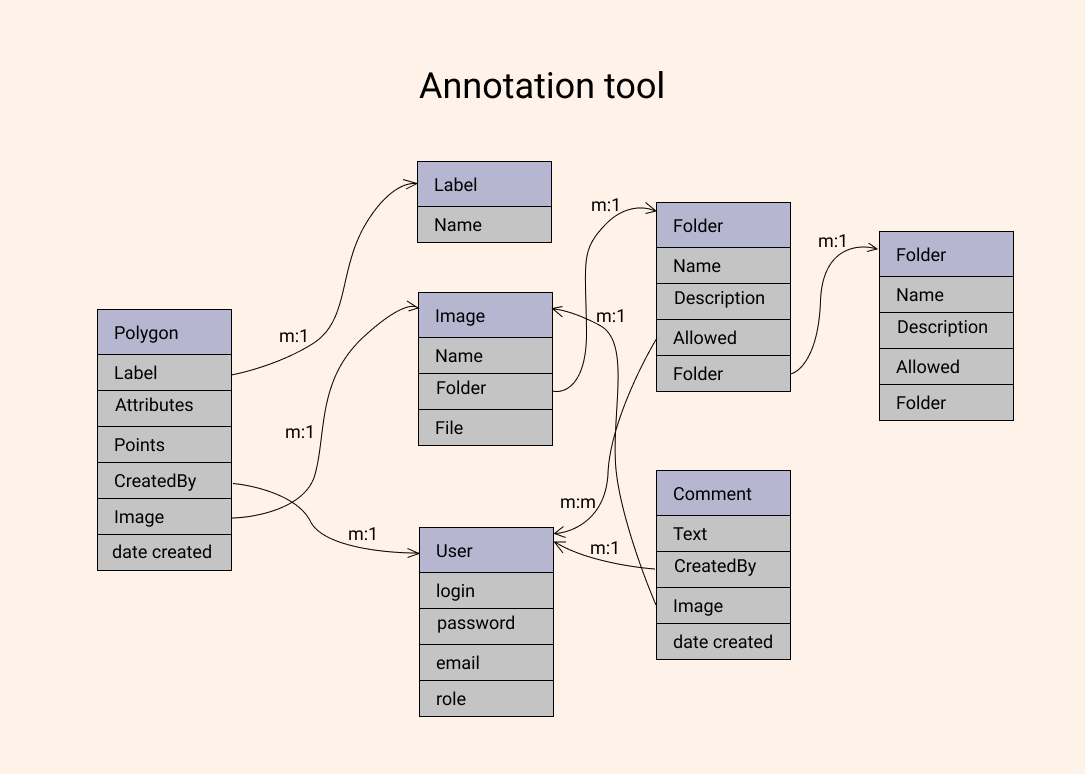 Annotation tool
Label
Name
m:1
Image
Name
Folder
File
m:1
Folder
Name
Description
Allowed
Folder
m:1
Folder
Name
Description
Allowed
Folder
m:1
Polygon
Label
Attributes
Points
CreatedBy
Image
date created
m:1
m:1
m:1
User
login
password
email
role
m:m
m:1
Comment
Text
CreatedBy
Image
date created